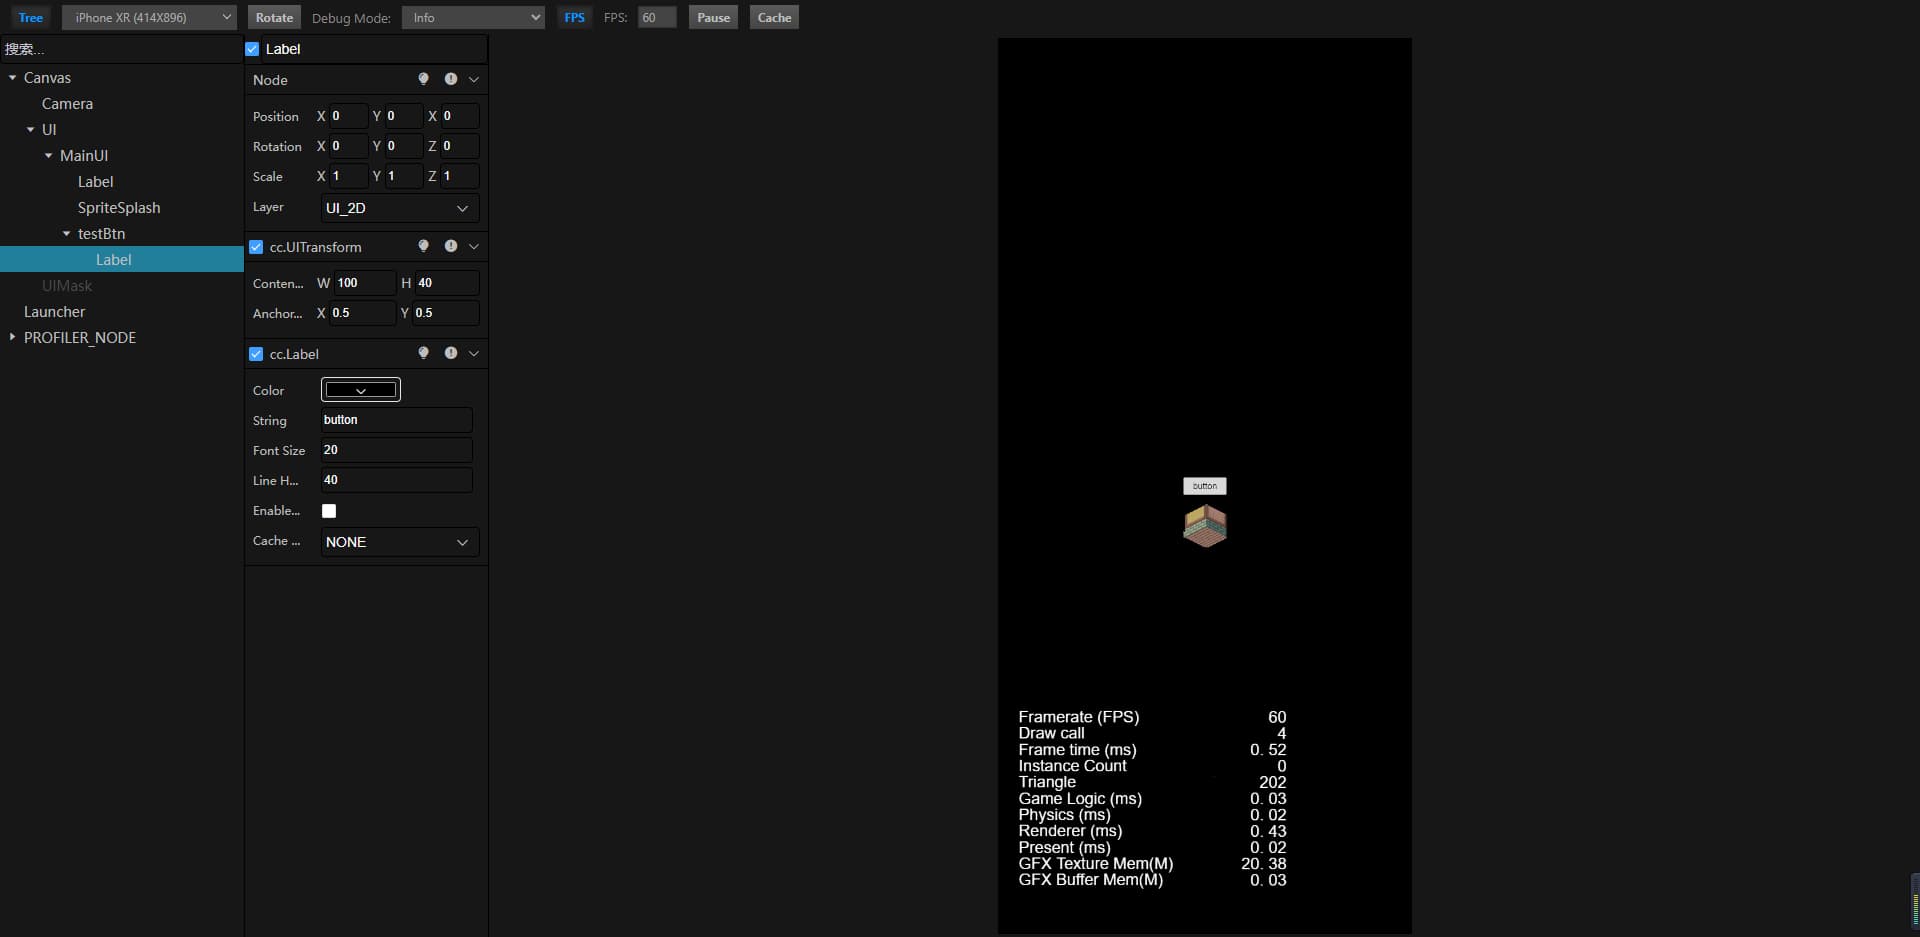 Tree iPhone XR (414X896) Rotate Debug Mode: Info FPS FPS: 60 Pause Cache
搜索...
Canvas
Camera
UI
MainUI
Label
SpriteSplash
testBtn
Label
UIMask
Launcher
PROFILER_NODE
Label
Node
Position X 0 Y 0 X 0
Rotation X 0 Y 0 Z 0
Scale X 1 Y 1 Z 1
Layer UI_2D
cc.UITransform
Conten... W 100 H 40
Anchor... X 0.5 Y 0.5
cc.Label
Color
String button
Font Size 20
Line H... 40
Enable...
Cache ... NONE
button
Framerate (FPS) 60
Draw call 4
Frame time (ms) 0. 52
Instance Count 0
Triangle 202
Game Logic (ms) 0. 03
Physics (ms) 0. 02
Renderer (ms) 0. 43
Present (ms) 0. 02
GFX Texture Mem(M) 20. 38
GFX Buffer Mem(M) 0. 03